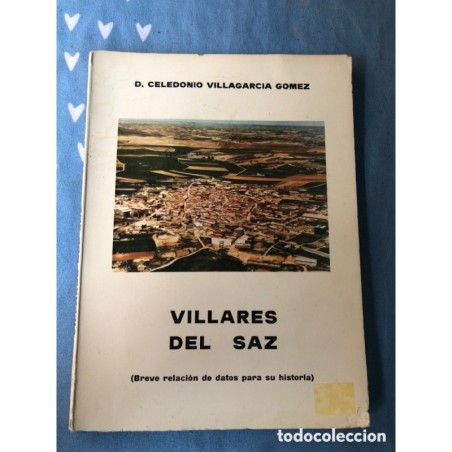 D. CELEDONIO VILLAGARCIA GOMEZ
VILLARES
DEL SAZ
(Breve relación de datos para su historia)
todocoleccion